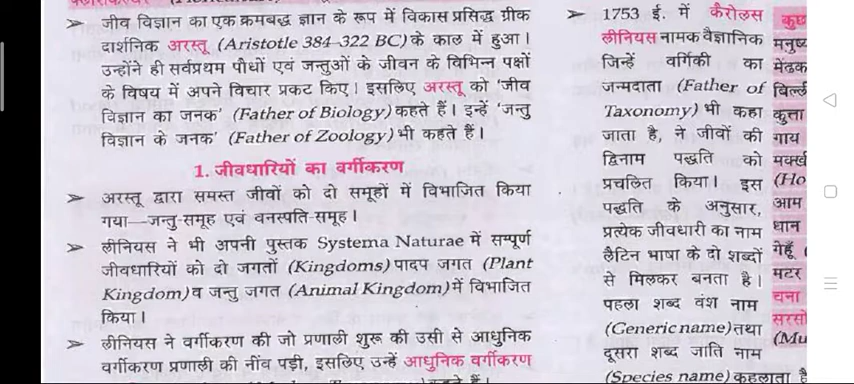 जीव विज्ञान का एक क्रमबद्ध ज्ञान के रूप में विकास प्रसिद्ध ग्रीक
दार्शनिक अरस्तू (Aristotle 384–322 BC) के काल में हुआ।
उन्होंने ही सर्वप्रथम पौधों एवं जन्तुओं के जीवन के विभिन्न पक्षों
के विषय में अपने विचार प्रकट किए। इसलिए अरस्तू को 'जीव
विज्ञान का जनक' (Father of Biology) कहते हैं। इन्हें 'जन्तु
विज्ञान के जनक' (Father of Zoology) भी कहते हैं।
1. जीवधारियों का वर्गीकरण
अरस्तू द्वारा समस्त जीवों को दो समूहों में विभाजित किया
गया—जन्तु-समूह एवं वनस्पति-समूह।
लीनियस ने भी अपनी पुस्तक Systema Naturae में सम्पूर्ण
जीवधारियों को दो जगतों (Kingdoms) पादप जगत (Plant
Kingdom) व जन्तु जगत (Animal Kingdom) में विभाजित
किया।
लीनियस ने वर्गीकरण की जो प्रणाली शुरू की उसी से आधुनिक
वर्गीकरण प्रणाली की नींव पड़ी, इसलिए उन्हें आधुनिक वर्गीकरण
कहते हैं।
1753 ई. में कैरोलस
लीनियस नामक वैज्ञानिक
जिन्हें वर्गिकी का
जन्मदाता (Father of
Taxonomy) भी कहा
जाता है, ने जीवों की
द्विनाम पद्धति को
प्रचलित किया। इस
पद्धति के अनुसार,
प्रत्येक जीवधारी का नाम
लैटिन भाषा के दो शब्दों
से मिलकर बनता है।
पहला शब्द वंश नाम
(Generic name) तथा
दूसरा शब्द जाति नाम
(Species name) कहलाता है
कुछ
मनुष्य
मेंढक
बिल्ली
कुत्ता
गाय
मक्खी
(Ho
आम
धान
गेहूँ (
मटर
चना
सरसों
(Mu